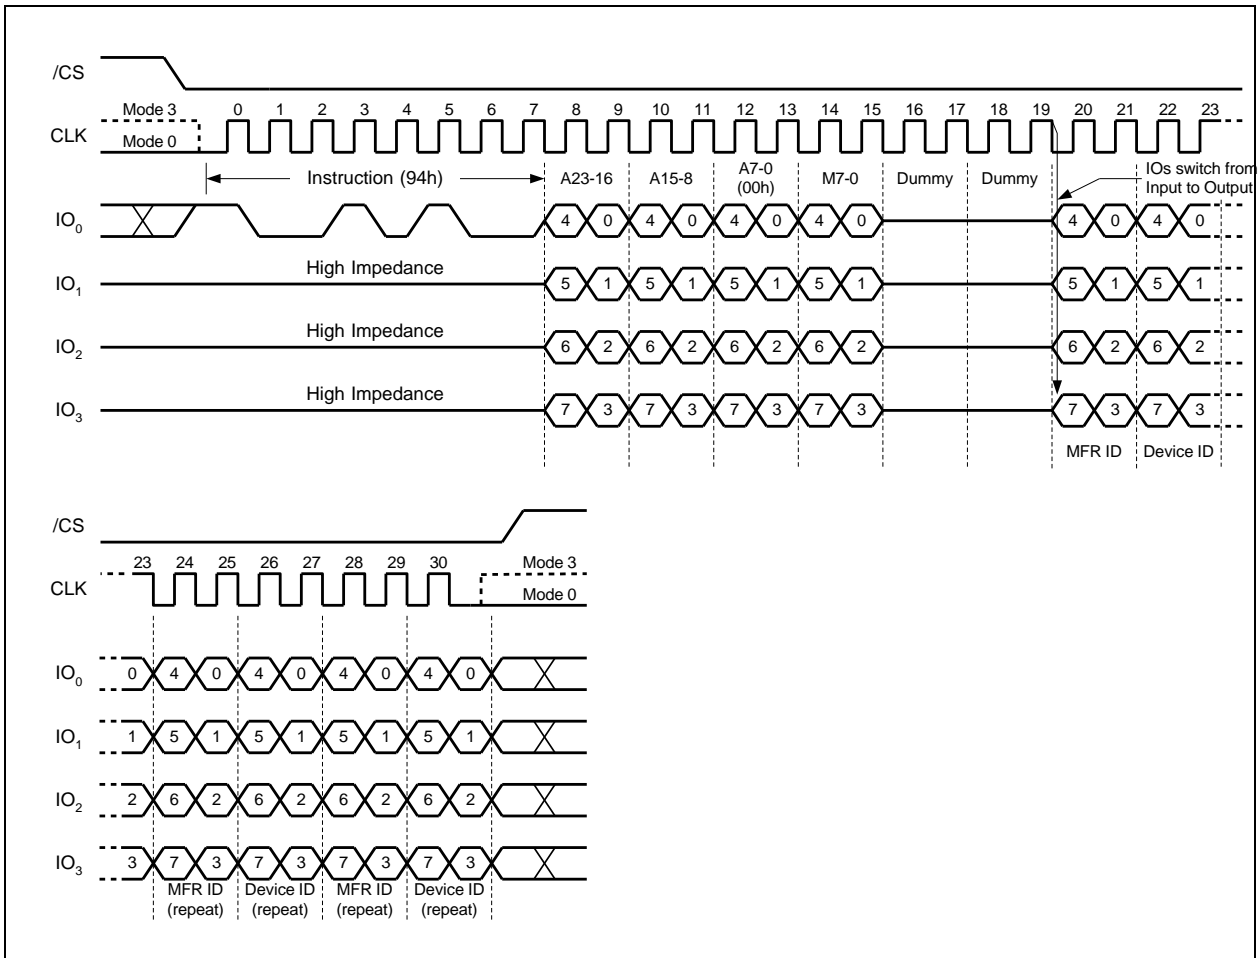 /CS
Mode 3 0 1 2 3 4 5 6 7 8 9 10 11 12 13 14 15 16 17 18 19 20 21 22 23
CLK
Mode 0
Instruction (94h) A23-16 A15-8 A7-0 (00h) M7-0 Dummy Dummy IOs switch from Input to Output
IO0 4 0 4 0 4 0 4 0 4 0 4 0
High Impedance
IO1 5 1 5 1 5 1 5 1 5 1 5 1
High Impedance
IO2 6 2 6 2 6 2 6 2 6 2 6 2
High Impedance
IO3 7 3 7 3 7 3 7 3 7 3 7 3
MFR ID Device ID
/CS
23 24 25 26 27 28 29 30 Mode 3
CLK
Mode 0
IO0 0 4 0 4 0 4 0 4 0
IO1 1 5 1 5 1 5 1 5 1
IO2 2 6 2 6 2 6 2 6 2
IO3 3 7 3 7 3 7 3 7 3
MFR ID Device ID MFR ID Device ID
(repeat) (repeat) (repeat) (repeat)